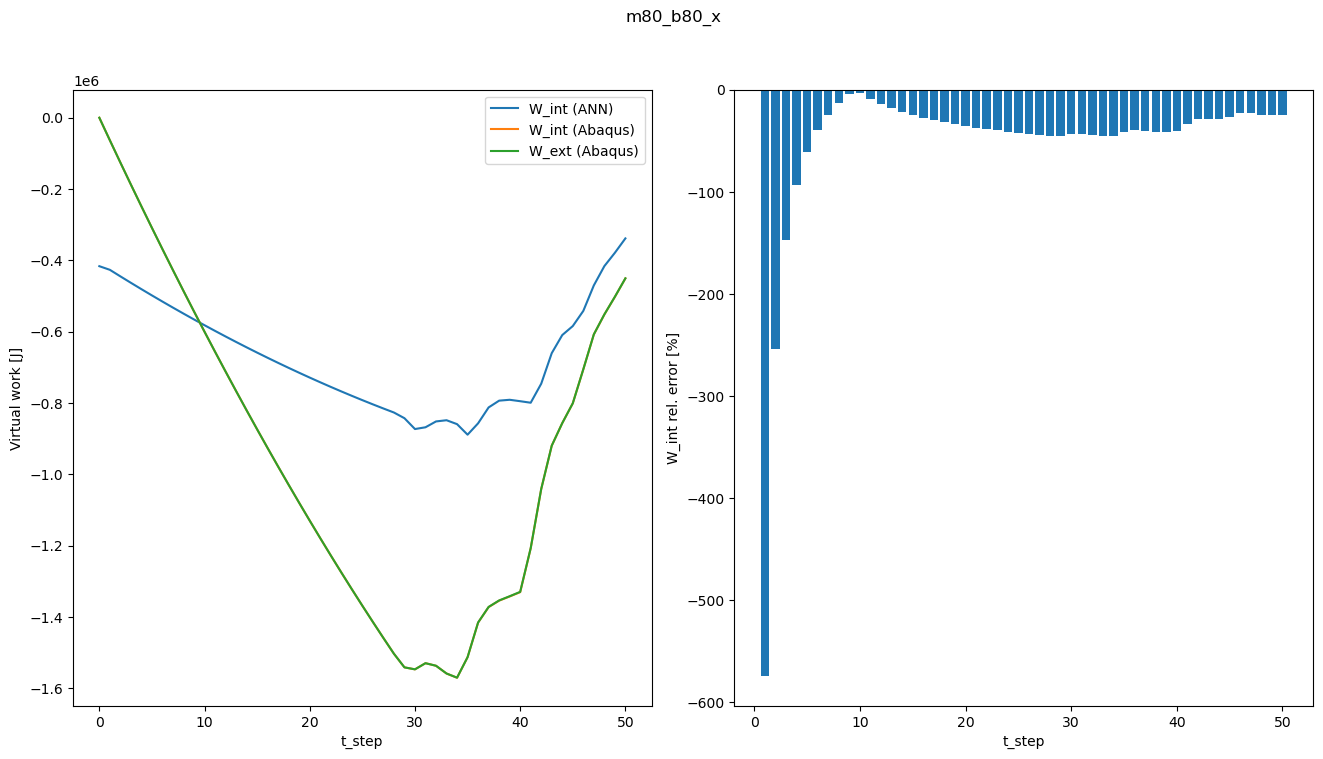 m80_b80_x
1e6
0.0
−0.2
−0.4
−0.6
−0.8
−1.0
−1.2
−1.4
−1.6
Virtual work [J]
W_int (ANN)
W_int (Abaqus)
W_ext (Abaqus)
0 10 20 30 40 50
t_step
0
−100
−200
−300
−400
−500
−600
W_int rel. error [%]
0 10 20 30 40 50
t_step